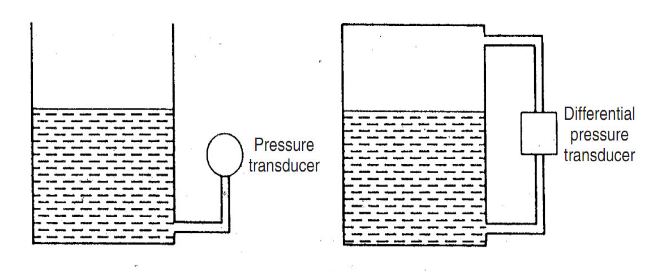 Pressure
transducer
Differential
pressure
transducer